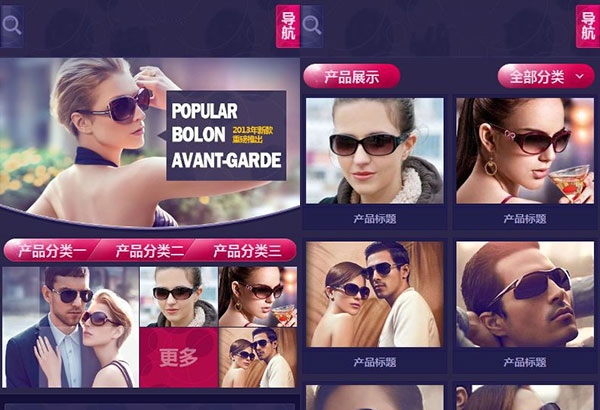 导航
POPULAR
BOLON
2013年新款
重磅推出
AVANT-GARDE
产品分类一
产品分类二
产品分类三
更多
导航
产品展示
全部分类
产品标题
产品标题
产品标题
产品标题